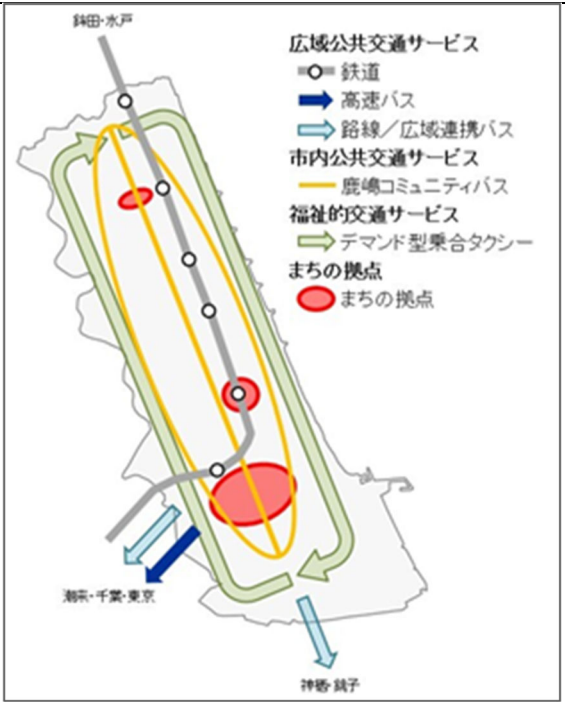 鉾田・水戸
広域公共交通サービス
鉄道
高速バス
路線／広域連携バス
市内公共交通サービス
鹿嶋コミュニティバス
福祉的交通サービス
デマンド型乗合タクシー
まちの拠点
まちの拠点
潮来・千葉・東京
神栖・銚子